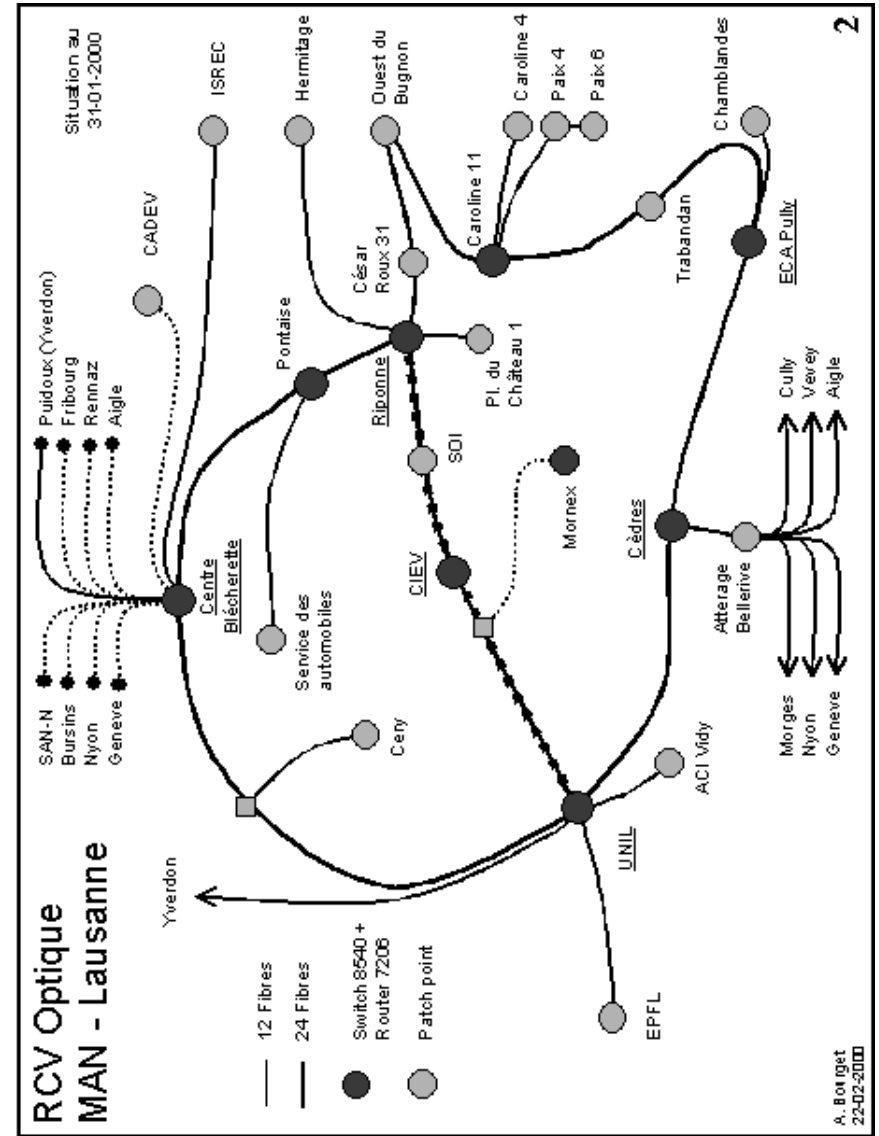 RCV Optique
MAN - Lausanne
Situation au
31-01-2000
SAN-N
Bursins
Nyon
Geneve
Puidoux (Yverdon)
Fribourg
Rennaz
Aigle
CADEV
ISREC
Hermitage
Ouest du
Bugnon
Centre
Blécherette
Pontaise
Service des
automobiles
Cery
Yverdon
Riponne
César
Roux 31
Pl. du
Château 1
SOI
CIEV
Mornex
Caroline 11
Caroline 4
Paix 4
Paix 6
Trabandan
Chamblandes
ECA Pully
Cèdres
Atterage
Bellerive
UNIL
ACI Vidy
EPFL
Morges
Nyon
Geneve
Cully
Vevey
Aigle
12 Fibres
24 Fibres
Switch 8540 +
Router 7206
Patch point
A. Bourget
22-02-2000
2